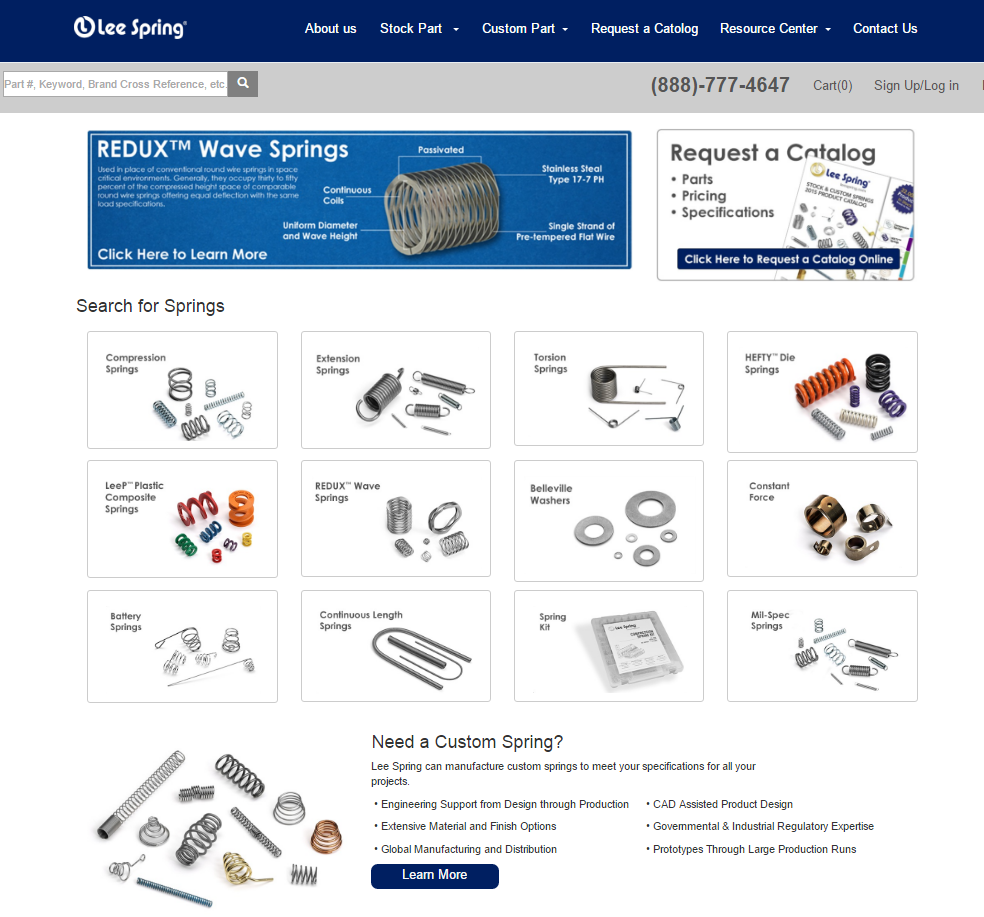 Lee Spring®
About us
Stock Part
Custom Part
Request a Catolog
Resource Center
Contact Us
Part #, Keyword, Brand Cross Reference, etc.
(888)-777-4647
Cart(0)
Sign Up/Log in
REDUX™ Wave Springs
Used in place of conventional round wire springs in space
critical environments. Generally, they occupy thirty to fifty
percent of the compressed height space of comparable
round wire springs offering equal deflection with the same
load specifications.
Click Here to Learn More
Passivated
Continuous
Coils
Uniform Diameter
and Wave Height
Stainless Steal
Type 17-7 PH
Single Strand of
Pre-tempered Flat Wire
Request a Catalog
• Parts
• Pricing
• Specifications
Lee Spring
STOCK & CUSTOM SPRINGS
2015 PRODUCT CATALOG
Click Here to Request a Catalog Online
Search for Springs
Compression
Springs
Extension
Springs
Torsion
Springs
HEFTY™ Die
Springs
LeeP™ Plastic
Composite
Springs
REDUX™ Wave
Springs
Belleville
Washers
Constant
Force
Battery
Springs
Continuous Length
Springs
Spring
Kit
Lee Spring
Mil-Spec
Springs
Need a Custom Spring?
Lee Spring can manufacture custom springs to meet your specifications for all your
projects.
• Engineering Support from Design through Production
• CAD Assisted Product Design
• Extensive Material and Finish Options
• Governmental & Industrial Regulatory Expertise
• Global Manufacturing and Distribution
• Prototypes Through Large Production Runs
Learn More